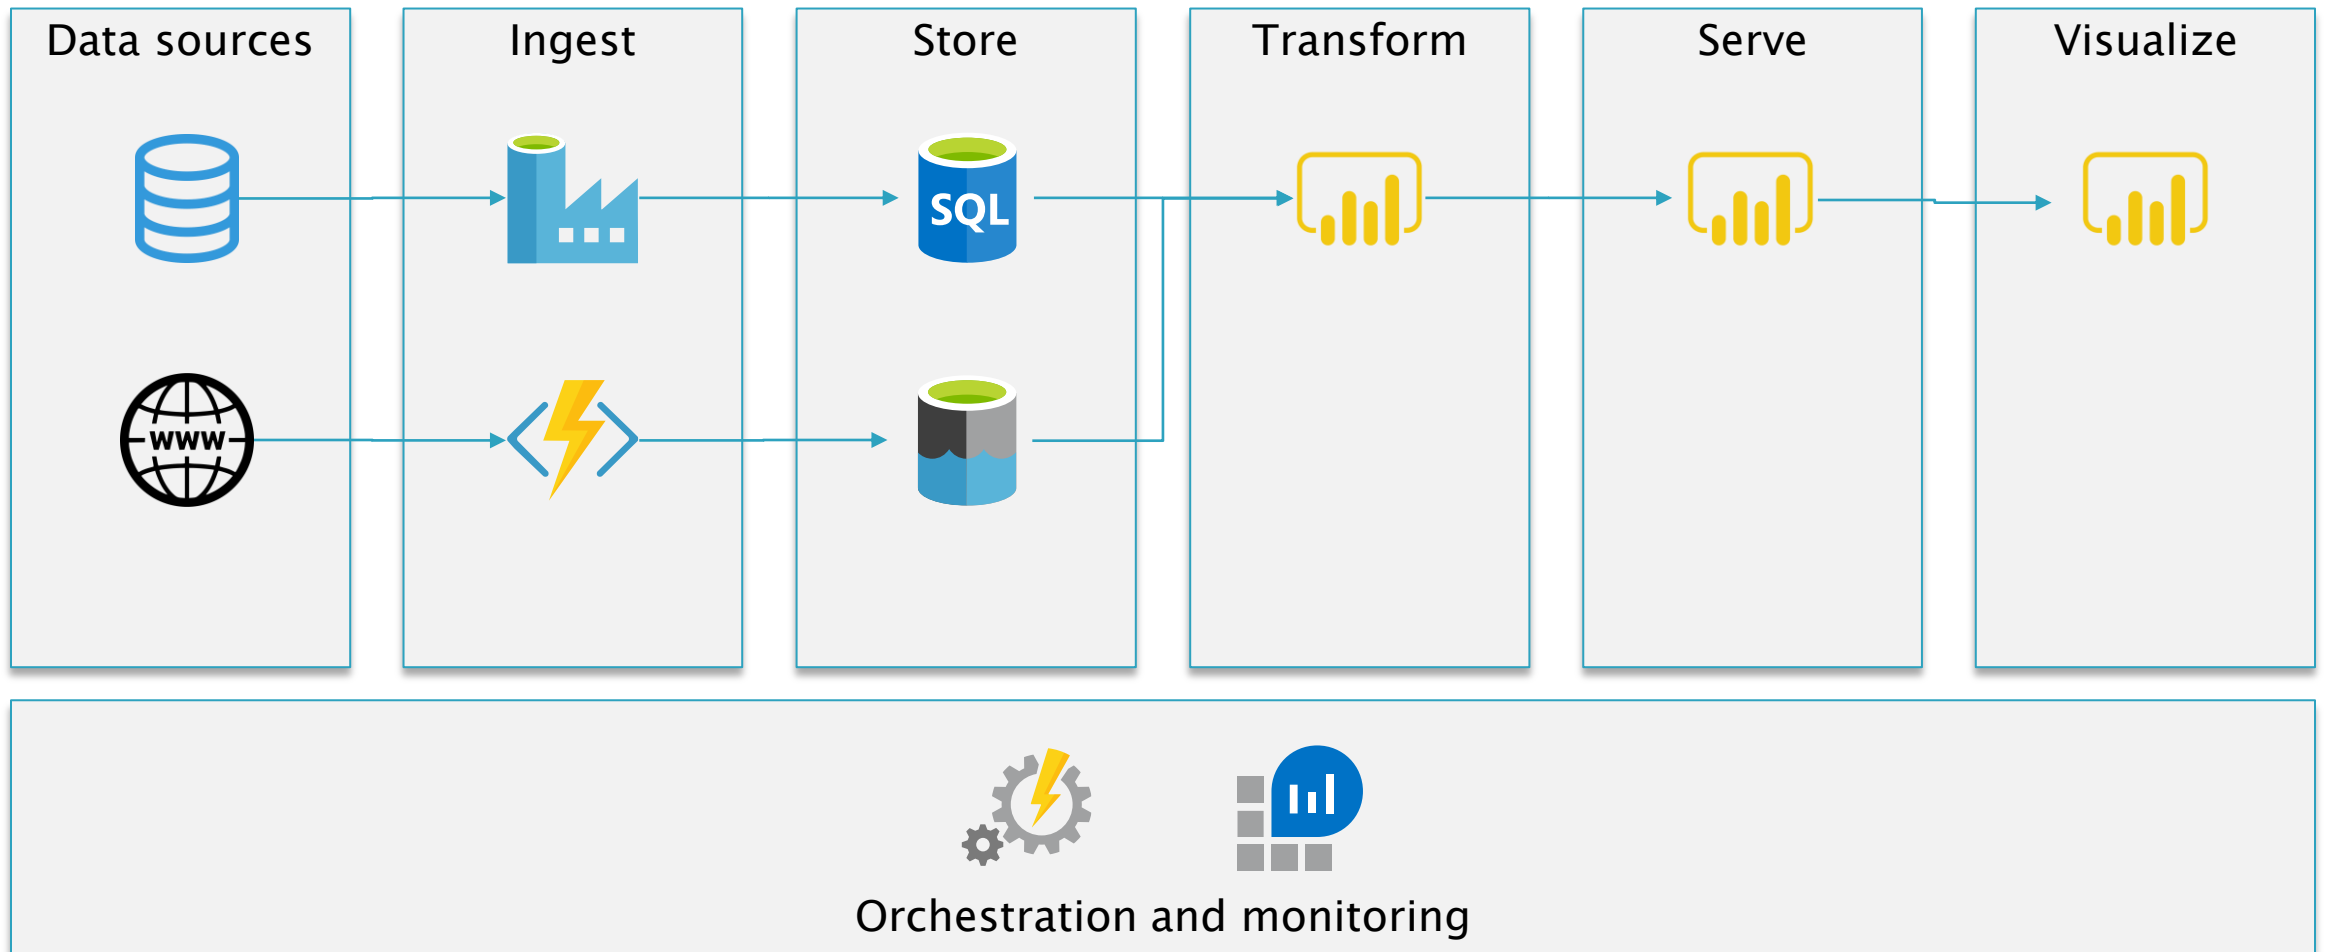 Data sources
Ingest
Store
Transform
Serve
Visualize
SQL
www
Orchestration and monitoring